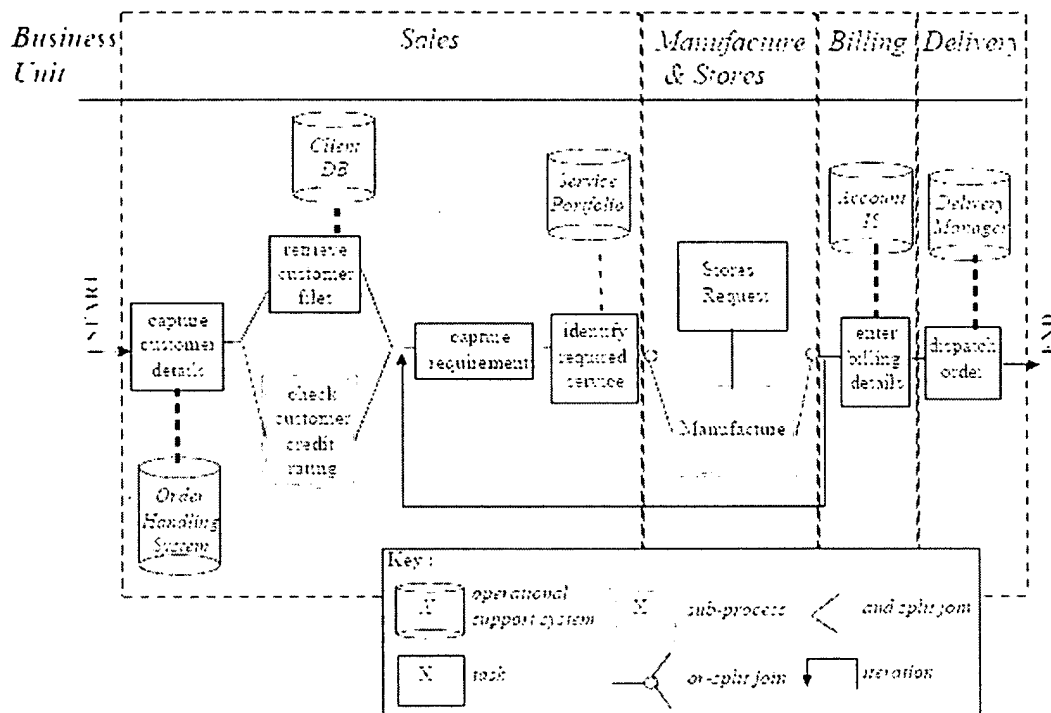 Business
Unit
Sales
Manufacture
& Stores
Billing
Delivery
START
capture
customer
details
Order
Handling
System
Client
DB
retrieve
customer
files
check
customer
credit
rating
capture
requirement
Service
Portfolio
identify
required
service
Stores
Request
Manufacture
Account
IS
enter
billing
details
Delivery
Manager
dispatch
order
END
Key :
X
operational
support system
X
sub-process
and split join
X
task
or-split join
iteration